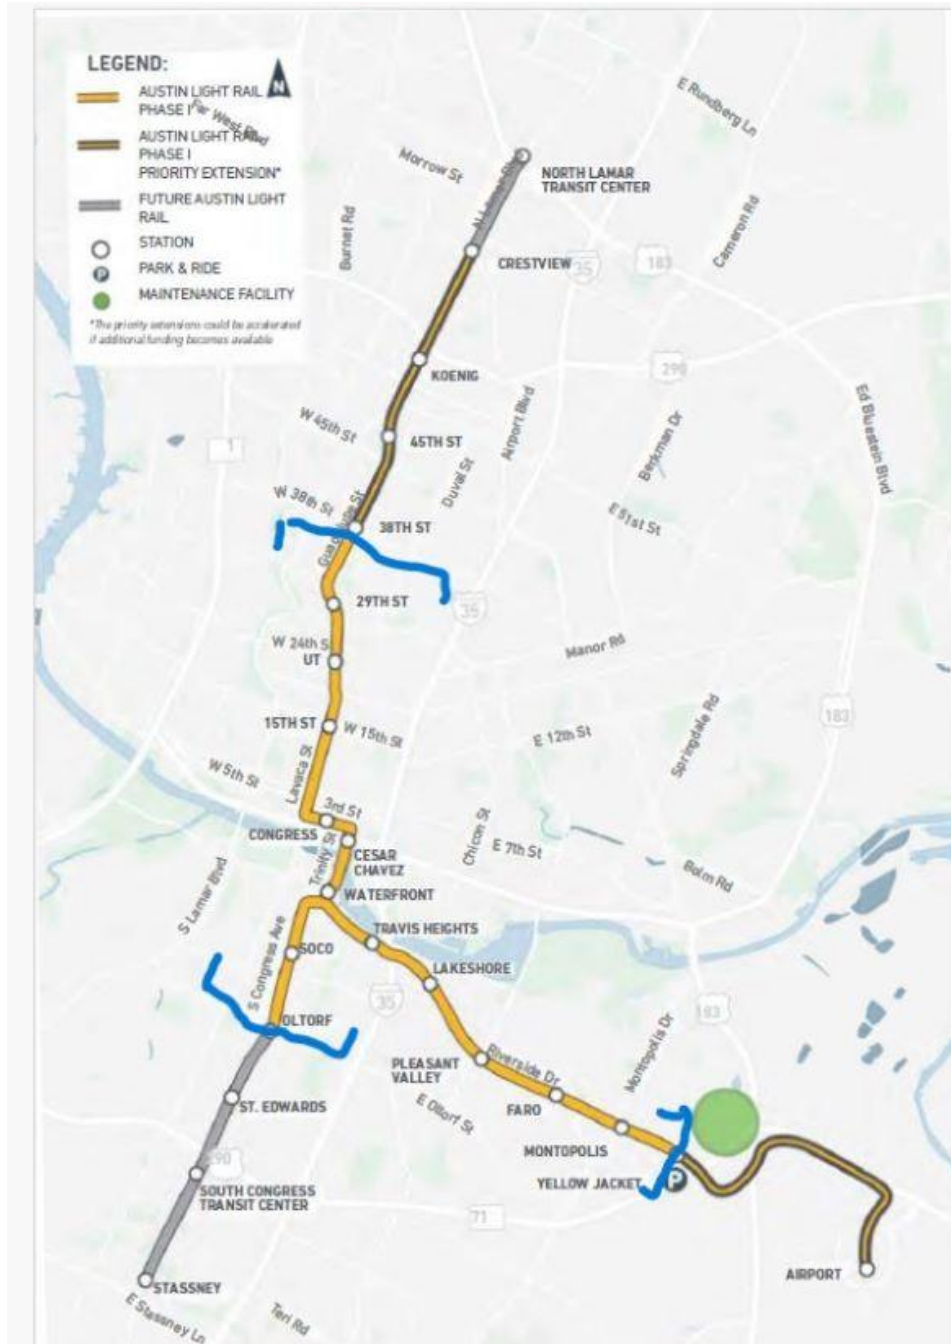 LEGEND:
AUSTIN LIGHT RAIL
PHASE I
AUSTIN LIGHT RAIL
PHASE I
PRIORITY EXTENSION*
FUTURE AUSTIN LIGHT
RAIL
STATION
P
PARK & RIDE
MAINTENANCE FACILITY
*The priority extensions could be accelerated
if additional funding becomes available
N
Far West Blvd
E Rundberg Ln
Morrow St
N Lamar Blvd
NORTH LAMAR
TRANSIT CENTER
Burnet Rd
Cameron Rd
CRESTVIEW
35
183
KOENIG
290
Airport Blvd
Ed Bluestein Blvd
W 45th St
45TH ST
1
Berkman Dr
Duval St
W 38th St
Guadalupe St
38TH ST
E 51st St
29TH ST
35
W 24th S
UT
Manor Rd
15TH ST
W 15th St
E 12th St
Springdale Rd
183
Lavaca St
W 5th St
3rd St
CONGRESS
Trinity St
CESAR
CHAVEZ
Chicon St
E 7th St
Bolm Rd
S Lamar Blvd
WATERFRONT
TRAVIS HEIGHTS
S Congress Ave
SOCO
LAKESHORE
35
183
OLTORF
Montopolis Dr
PLEASANT
VALLEY
Riverside Dr
ST. EDWARDS
E Oltorf St
FARO
MONTOPOLIS
290
YELLOW JACKET
P
SOUTH CONGRESS
TRANSIT CENTER
71
STASSNEY
AIRPORT
E Stassney Ln
Teri Rd